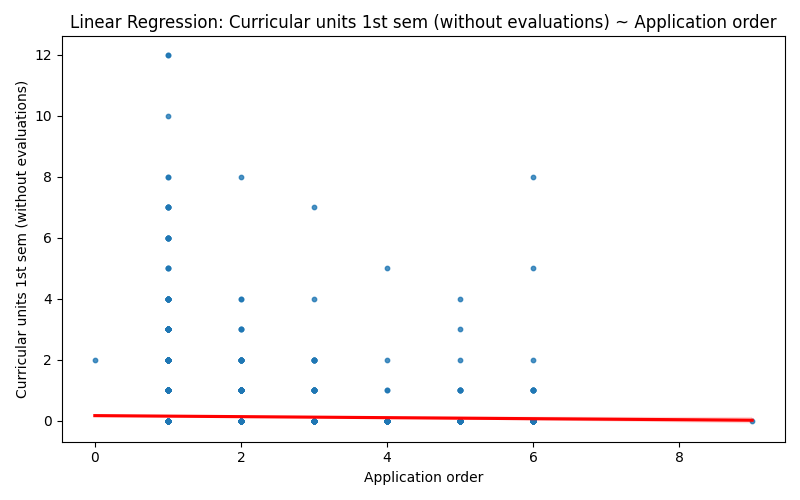 Linear Regression: Curricular units 1st sem (without evaluations) ~ Application order
Curricular units 1st sem (without evaluations)
12
10
8
6
4
2
0
0 2 4 6 8
Application order